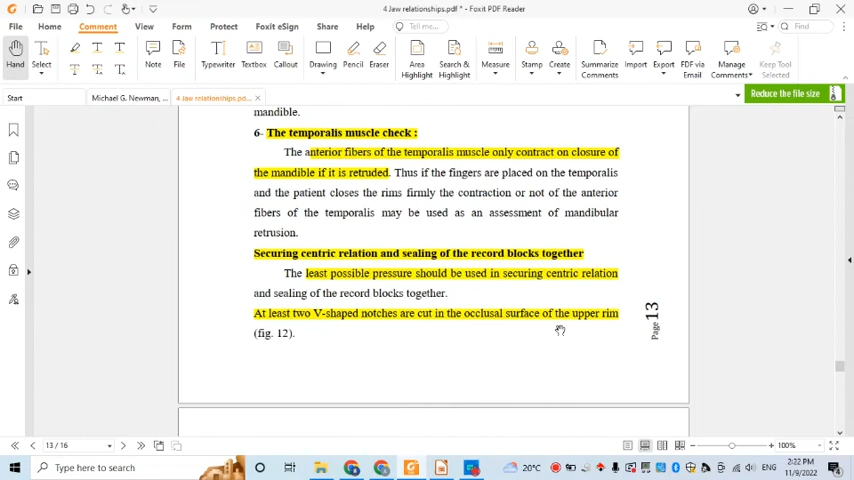 4 Jaw relationships.pdf * - Foxit PDF Reader
File Home Comment View Form Protect Foxit eSign Share Help Tell me... Find
Hand Select Note File Typewriter Textbox Callout Drawing Pencil Eraser Area Highlight Search & Highlight Measure Stamp Create Summarize Comments Import Export FDF via Email Manage Comments Keep Tool Selected
Start Michael G. Newman, ... 4 Jaw relationships.pd... Reduce the file size
mandible.
6- The temporalis muscle check :
The anterior fibers of the temporalis muscle only contract on closure of
the mandible if it is retruded. Thus if the fingers are placed on the temporalis
and the patient closes the rims firmly the contraction or not of the anterior
fibers of the temporalis may be used as an assessment of mandibular
retrusion.
Securing centric relation and sealing of the record blocks together
The least possible pressure should be used in securing centric relation
and sealing of the record blocks together.
At least two V-shaped notches are cut in the occlusal surface of the upper rim
(fig. 12).
Page 13
13 / 16 100%
Type here to search 20°C ENG 2:22 PM
11/9/2022